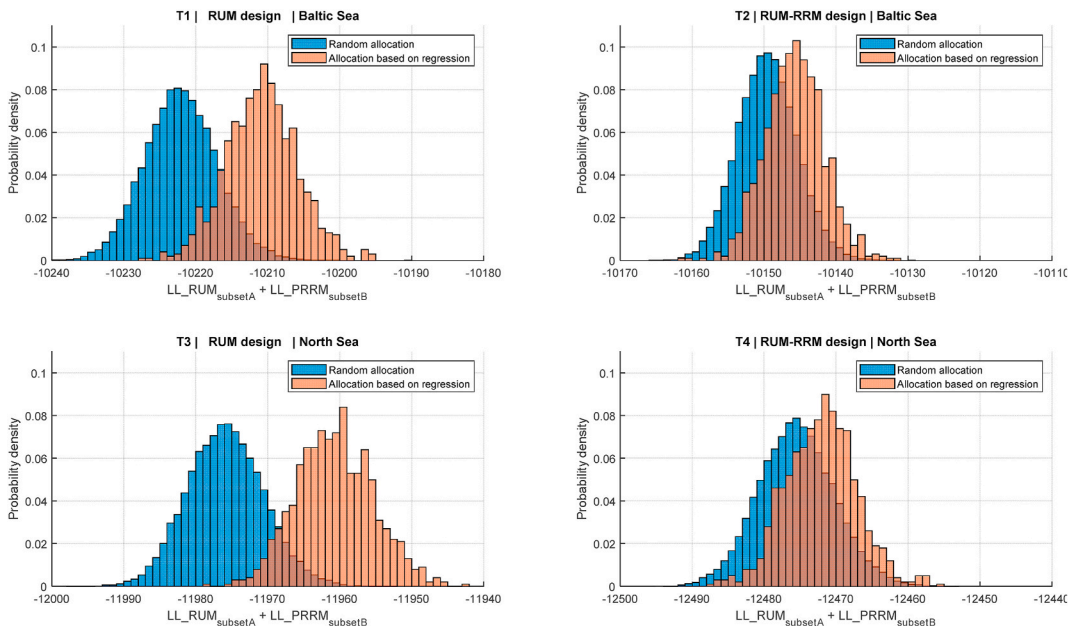 T1 | RUM design | Baltic Sea
Random allocation
Allocation based on regression
Probability density
0.1
0.08
0.06
0.04
0.02
0
-10240 -10230 -10220 -10210 -10200 -10190 -10180
LL_RUM subsetA + LL_PRRM subsetB
T2 | RUM-RRM design | Baltic Sea
Random allocation
Allocation based on regression
Probability density
0.1
0.08
0.06
0.04
0.02
0
-10170 -10160 -10150 -10140 -10130 -10120 -10110
LL_RUM subsetA + LL_PRRM subsetB
T3 | RUM design | North Sea
Random allocation
Allocation based on regression
Probability density
0.1
0.08
0.06
0.04
0.02
0
-12000 -11990 -11980 -11970 -11960 -11950 -11940
LL_RUM subsetA + LL_PRRM subsetB
T4 | RUM-RRM design | North Sea
Random allocation
Allocation based on regression
Probability density
0.1
0.08
0.06
0.04
0.02
0
-12500 -12490 -12480 -12470 -12460 -12450 -12440
LL_RUM subsetA + LL_PRRM subsetB